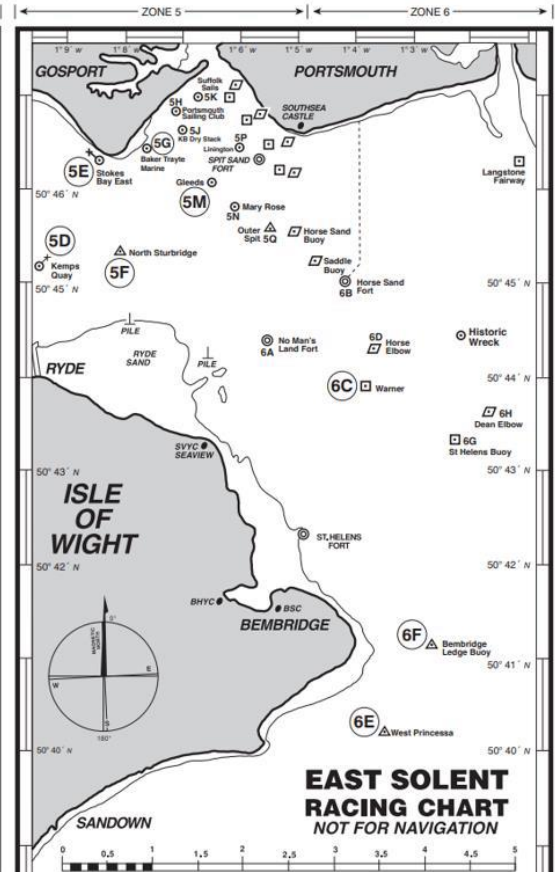 ZONE 5
ZONE 6
1° 9' W
1° 8' W
1° 6' W
1° 5' W
1° 4' W
1° 3' W
GOSPORT
PORTSMOUTH
Suffolk
Sails
5K
5H
Portsmouth
Sailing Club
SOUTHSEA
CASTLE
5J
KB Dry Stack
5G
5P
Linington
Baker Trayte
Marine
SPIT SAND
FORT
5E
Stokes
Bay East
Langstone
Fairway
Gleeds
5M
50° 46' N
50° 46' N
Mary Rose
5N
Outer
Spit 5Q
Horse Sand
Buoy
5D
North Sturbridge
Saddle
Buoy
Kemps
Quay
5F
50° 45' N
Horse Sand
Fort
6B
50° 45' N
PILE
RYDE
SAND
PILE
No Man's
Land Fort
6A
6D
Horse
Elbow
Historic
Wreck
RYDE
50° 44' N
6C
Warner
6H
Dean Elbow
6G
St Helens Buoy
SVYC
SEAVIEW
50° 43' N
50° 43' N
ISLE
OF
WIGHT
ST. HELENS
FORT
50° 42' N
50° 42' N
BHYC
BSC
BEMBRIDGE
0°
MAGNETIC
NORTH
W
E
S
180°
6F
Bembridge
Ledge Buoy
50° 41' N
6E
West Princessa
50° 40' N
50° 40' N
EAST SOLENT
RACING CHART
NOT FOR NAVIGATION
SANDOWN
0 0.5 1 1.5 2 2.5 3 3.5 4 4.5 5